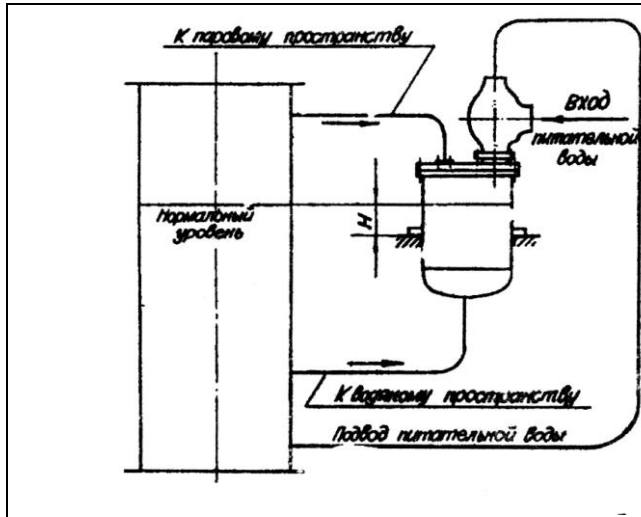 К паровому пространству
Вход
питательной
воды
Нормальный
уровень
H
К водяному пространству
Подвод питательной воды